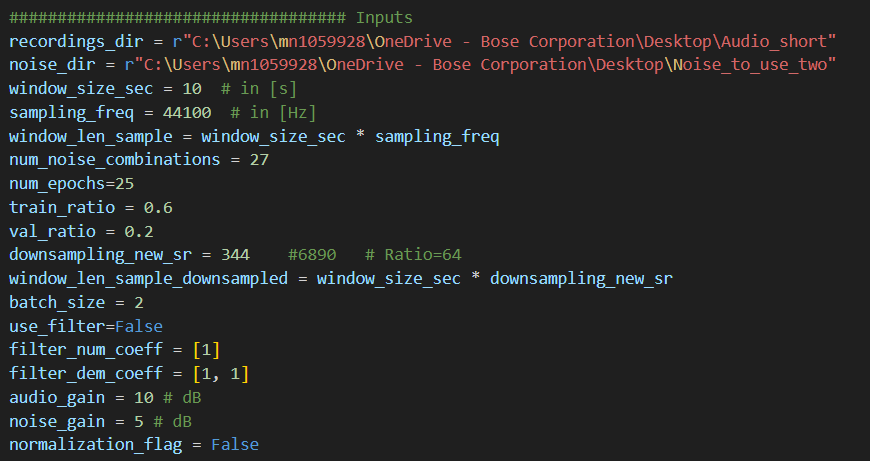 ################################### Inputs
recordings_dir = r"C:\Users\mn1059928\OneDrive - Bose Corporation\Desktop\Audio_short"
noise_dir = r"C:\Users\mn1059928\OneDrive - Bose Corporation\Desktop\Noise_to_use_two"
window_size_sec = 10  # in [s]
sampling_freq = 44100  # in [Hz]
window_len_sample = window_size_sec * sampling_freq
num_noise_combinations = 27
num_epochs=25
train_ratio = 0.6
val_ratio = 0.2
downsampling_new_sr = 344    #6890   # Ratio=64
window_len_sample_downsampled = window_size_sec * downsampling_new_sr
batch_size = 2
use_filter=False
filter_num_coeff = [1]
filter_dem_coeff = [1, 1]
audio_gain = 10 # dB
noise_gain = 5 # dB
normalization_flag = False